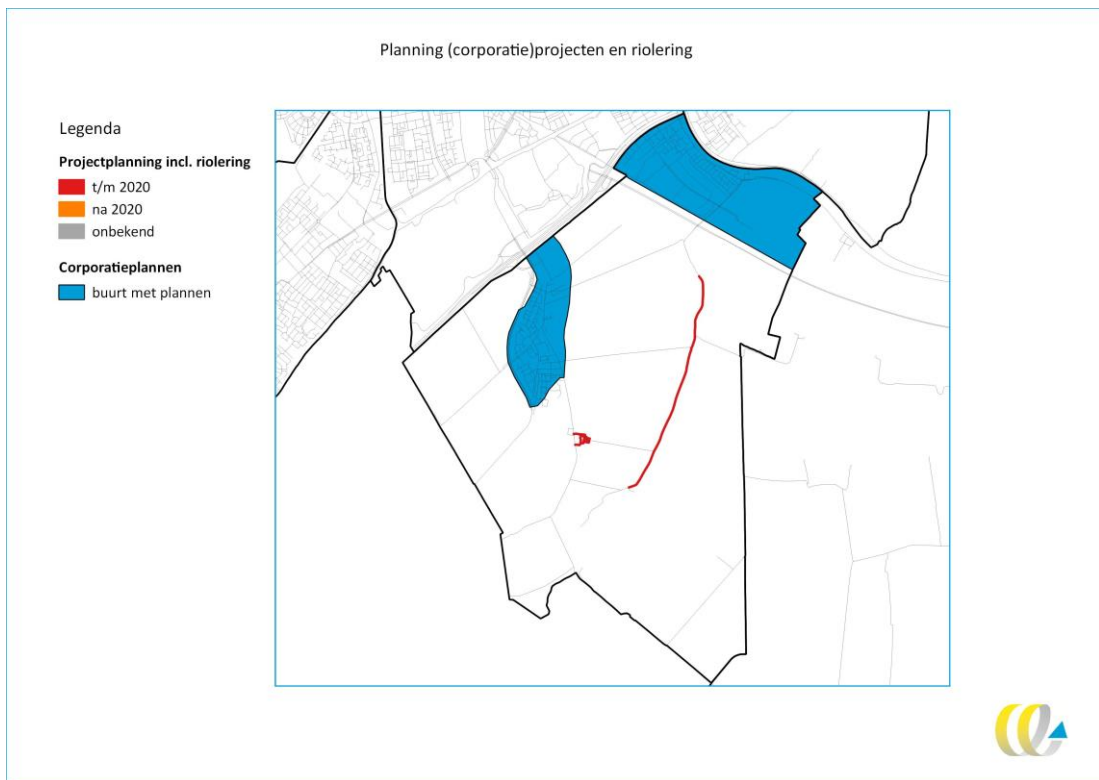 Planning (corporatie)projecten en riolering
Legenda
Projectplanning incl. riolering
t/m 2020
na 2020
onbekend
Corporatieplannen
buurt met plannen